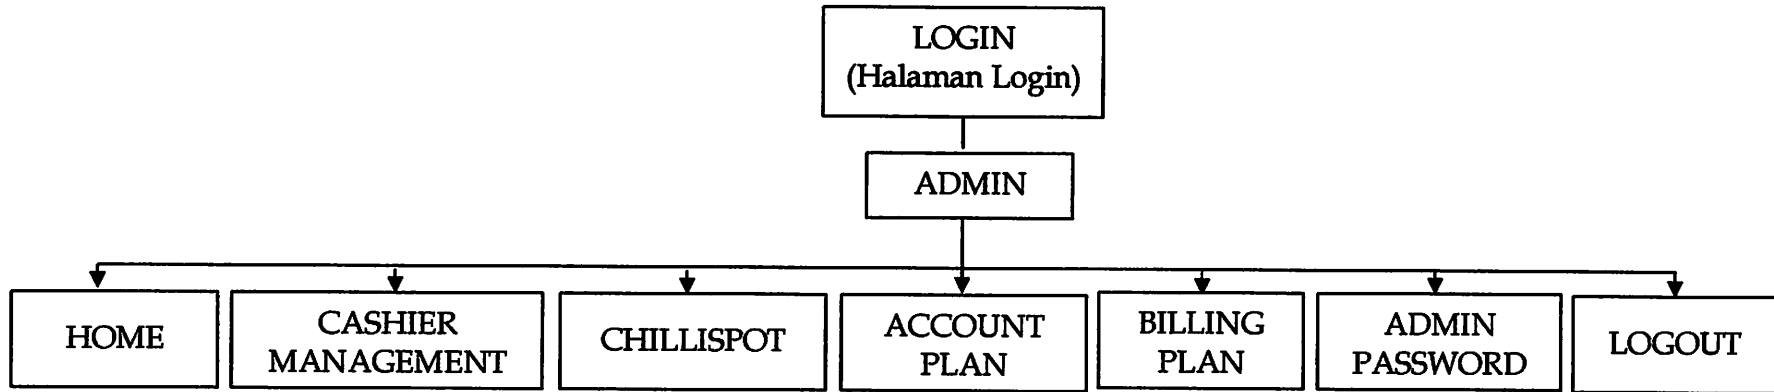 LOGIN
(Halaman Login)
ADMIN
HOME
CASHIER
MANAGEMENT
CHILLISPOT
ACCOUNT
PLAN
BILLING
PLAN
ADMIN
PASSWORD
LOGOUT